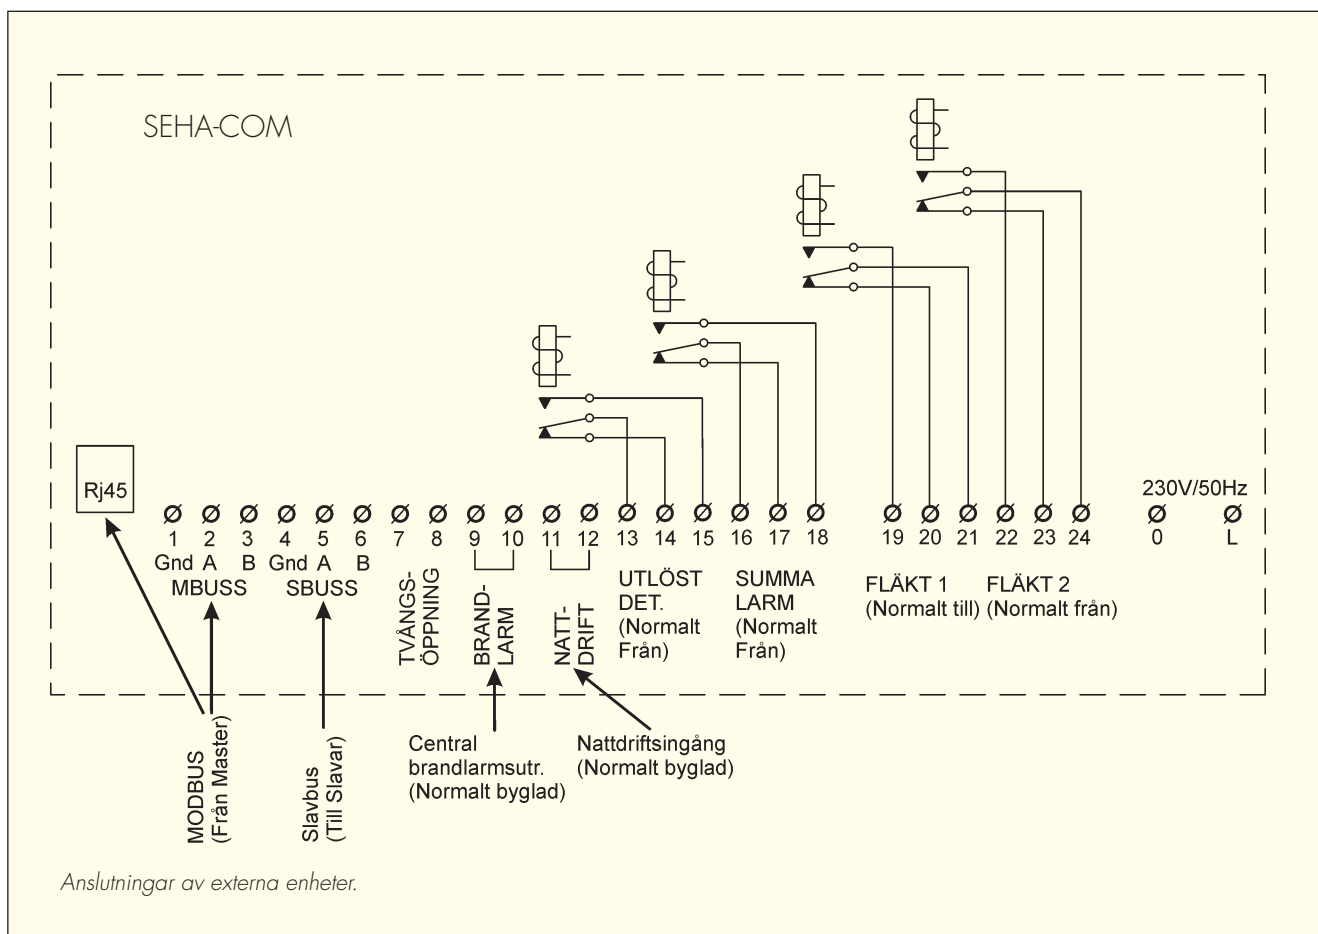 SEHA-COM
Rj45
230V/50Hz
1 2 3 4 5 6 7 8 9 10 11 12 13 14 15 16 17 18 19 20 21 22 23 24 0 L
Gnd A B Gnd A B
MBUSS SBUSS
TVÅNGS-
ÖPPNING
BRAND-
LARM
NATT-
DRIFT
UTLÖST
DET.
(Normalt
Från)
SUMMA
LARM
(Normalt
Från)
FLÄKT 1
(Normalt till)
FLÄKT 2
(Normalt från)
MODBUS
(Från Master)
Slavbus
(Till Slavar)
Central
brandlarmsutr.
(Normalt byglad)
Nattdriftsingång
(Normalt byglad)
Anslutningar av externa enheter.